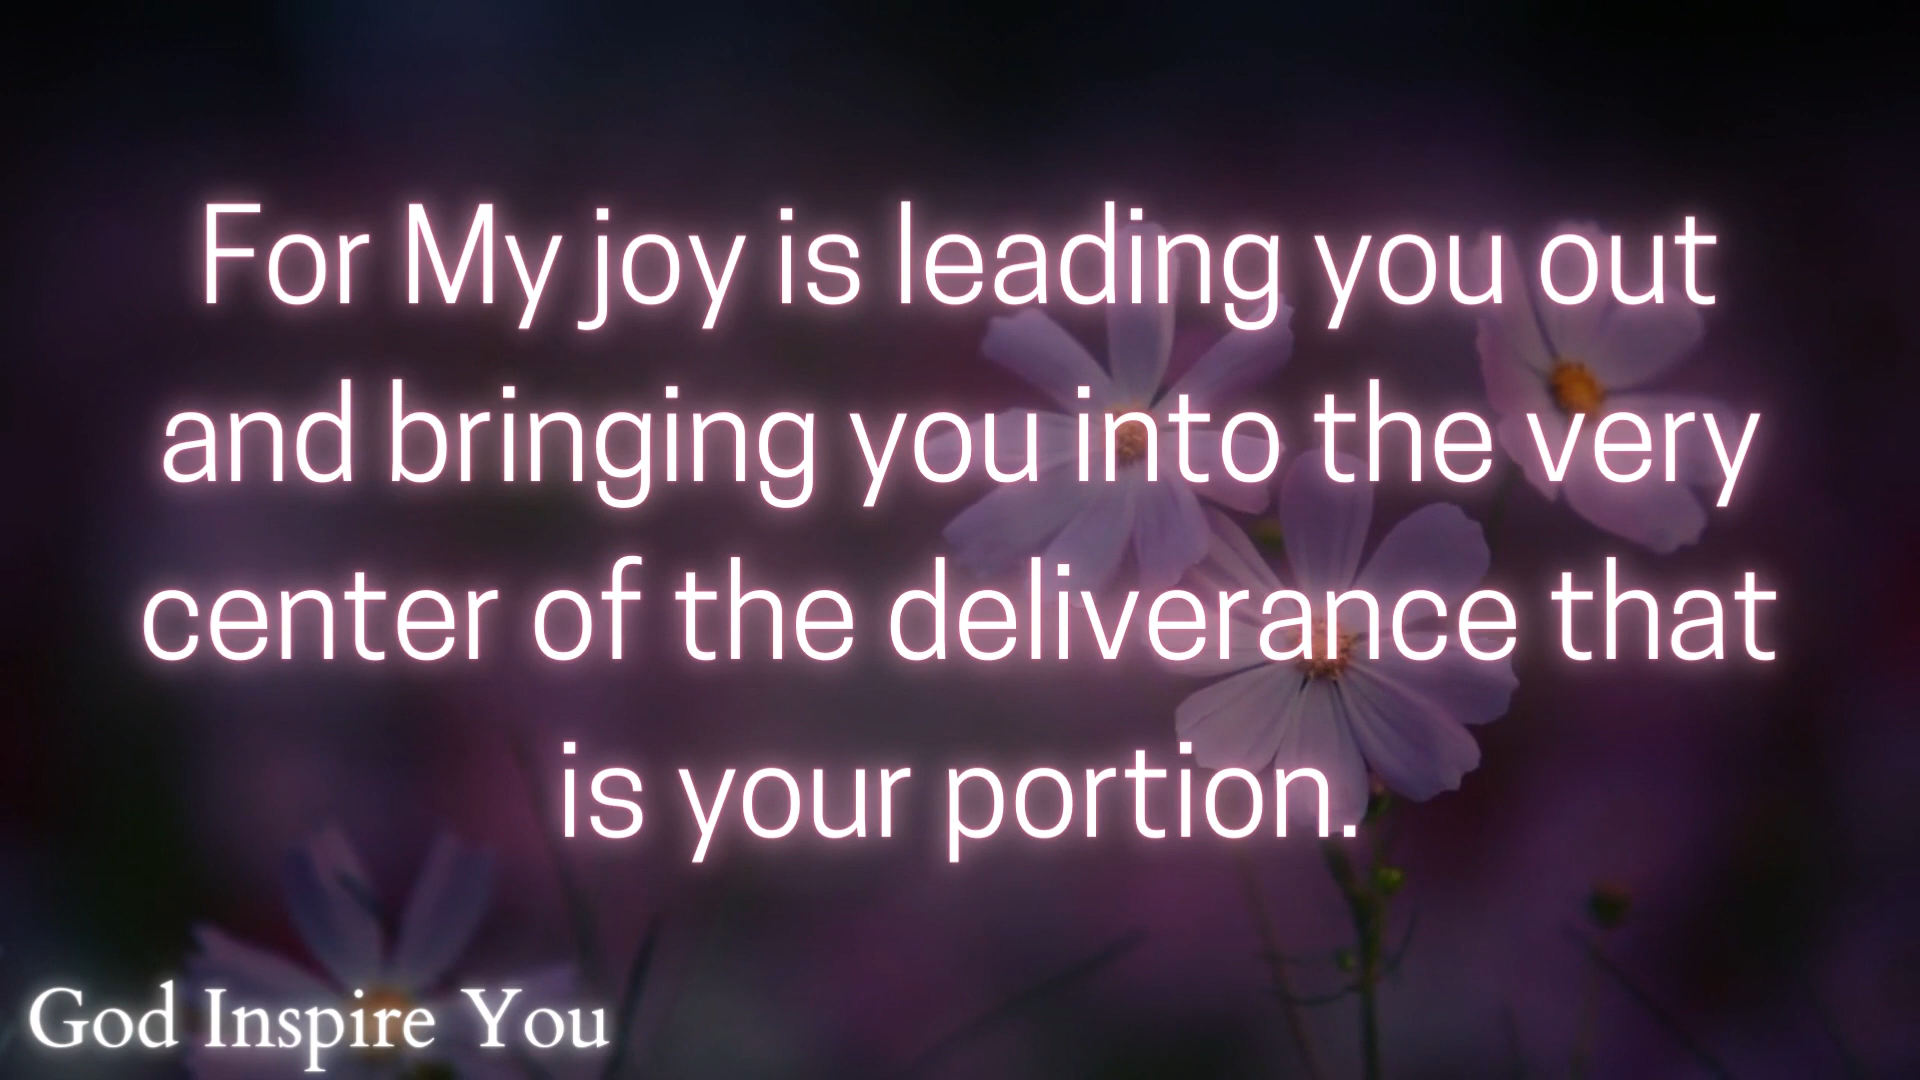 For My joy is leading you out
and bringing you into the very
center of the deliverance that
is your portion.
God Inspire You